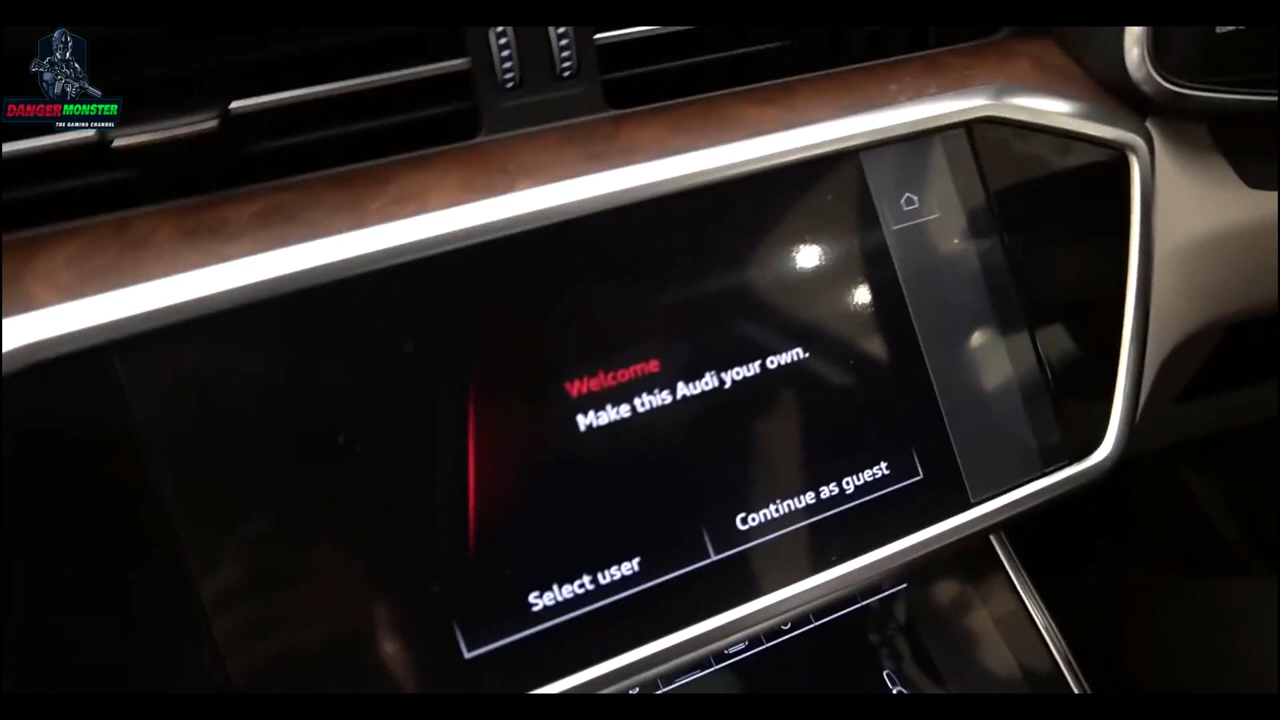 DANGER MONSTER
THE GAMING CHANNEL
Welcome
Make this Audi your own.
Continue as guest
Select user